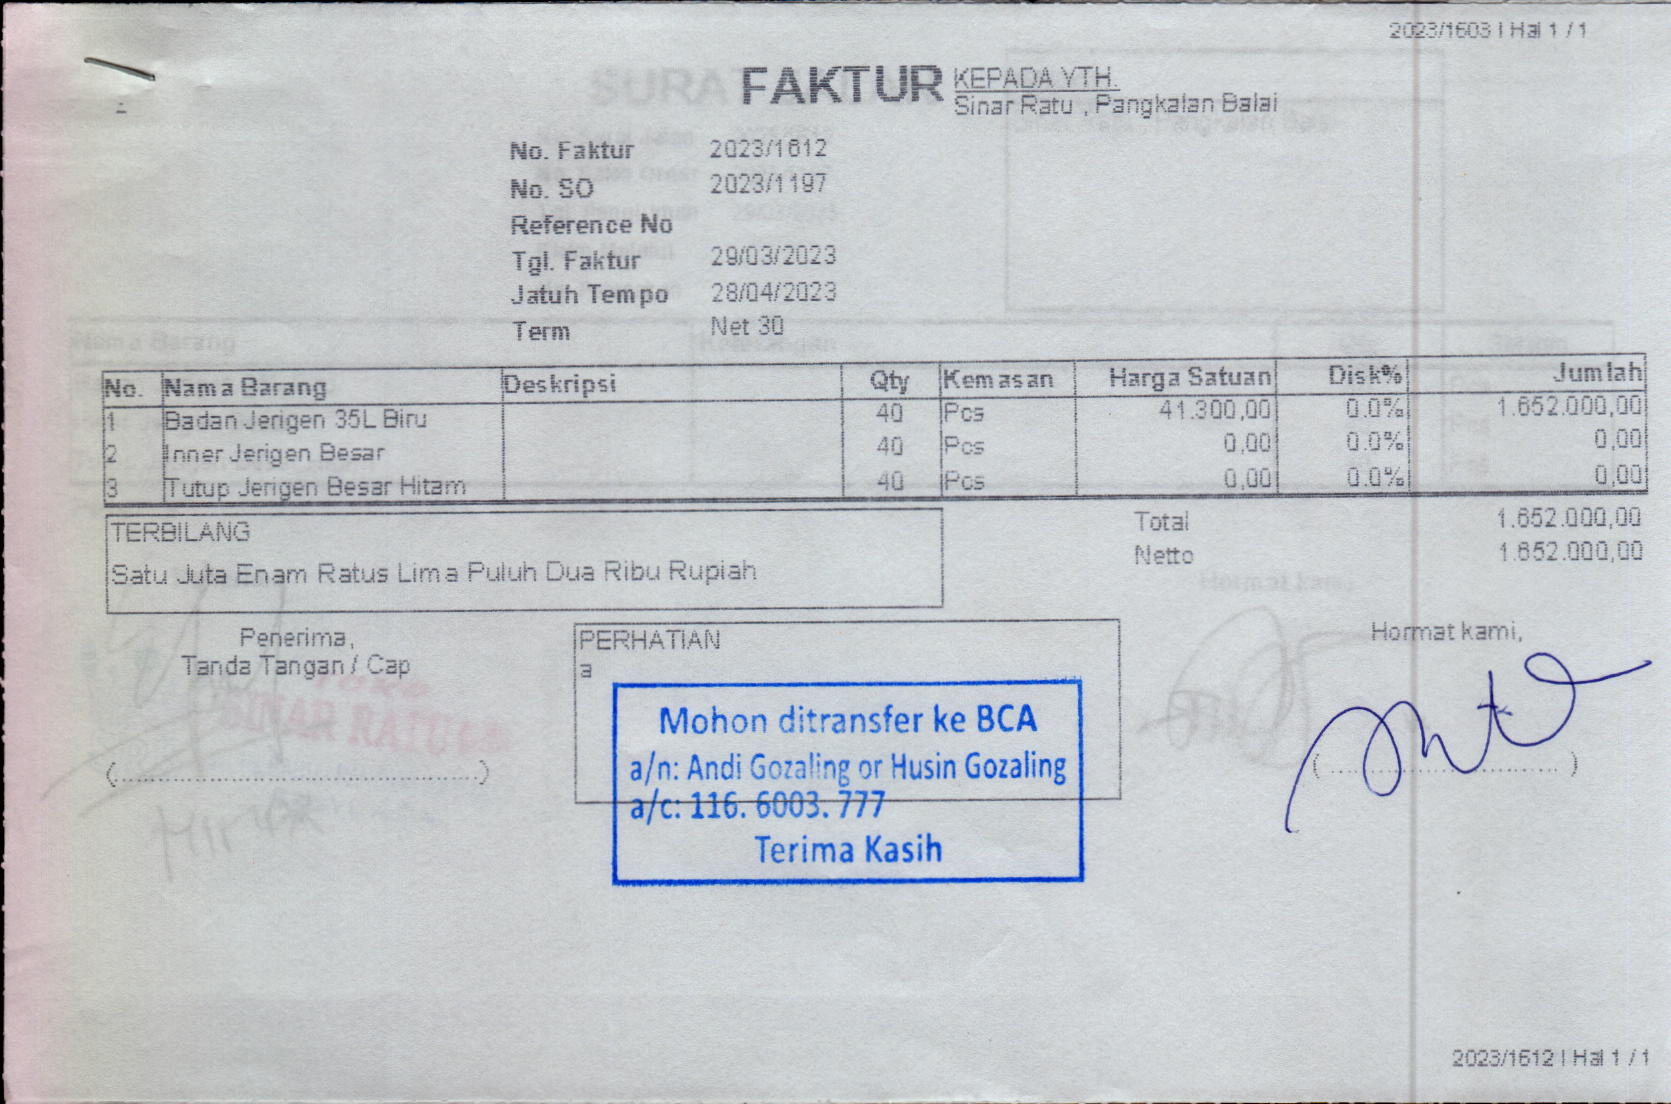 2023/1603 | Hal 1 / 1
FAKTUR
KEPADA YTH.
Sinar Ratu , Pangkalan Balai
No. Faktur 2023/1612
No. SO 2023/1197
Reference No
Tgl. Faktur 29/03/2023
Jatuh Tempo 28/04/2023
Term Net 30
No. Nama Barang Deskripsi Qty Kemasan Harga Satuan Disk% Jumlah
1 Badan Jerigen 35L Biru 40 Pcs 41.300,00 0.0% 1.652.000,00
2 Inner Jerigen Besar 40 Pcs 0,00 0.0% 0,00
3 Tutup Jerigen Besar Hitam 40 Pcs 0,00 0.0% 0,00
TERBILANG
Satu Juta Enam Ratus Lima Puluh Dua Ribu Rupiah
Total 1.652.000,00
Netto 1.652.000,00
Penerima,
Tanda Tangan / Cap
PERHATIAN
a
Hormat kami,
Mohon ditransfer ke BCA
a/n: Andi Gozaling or Husin Gozaling
a/c: 116. 6003. 777
Terima Kasih
(..................................................)
(..................................)
SINAR RATU
2023/1612 | Hal 1 / 1